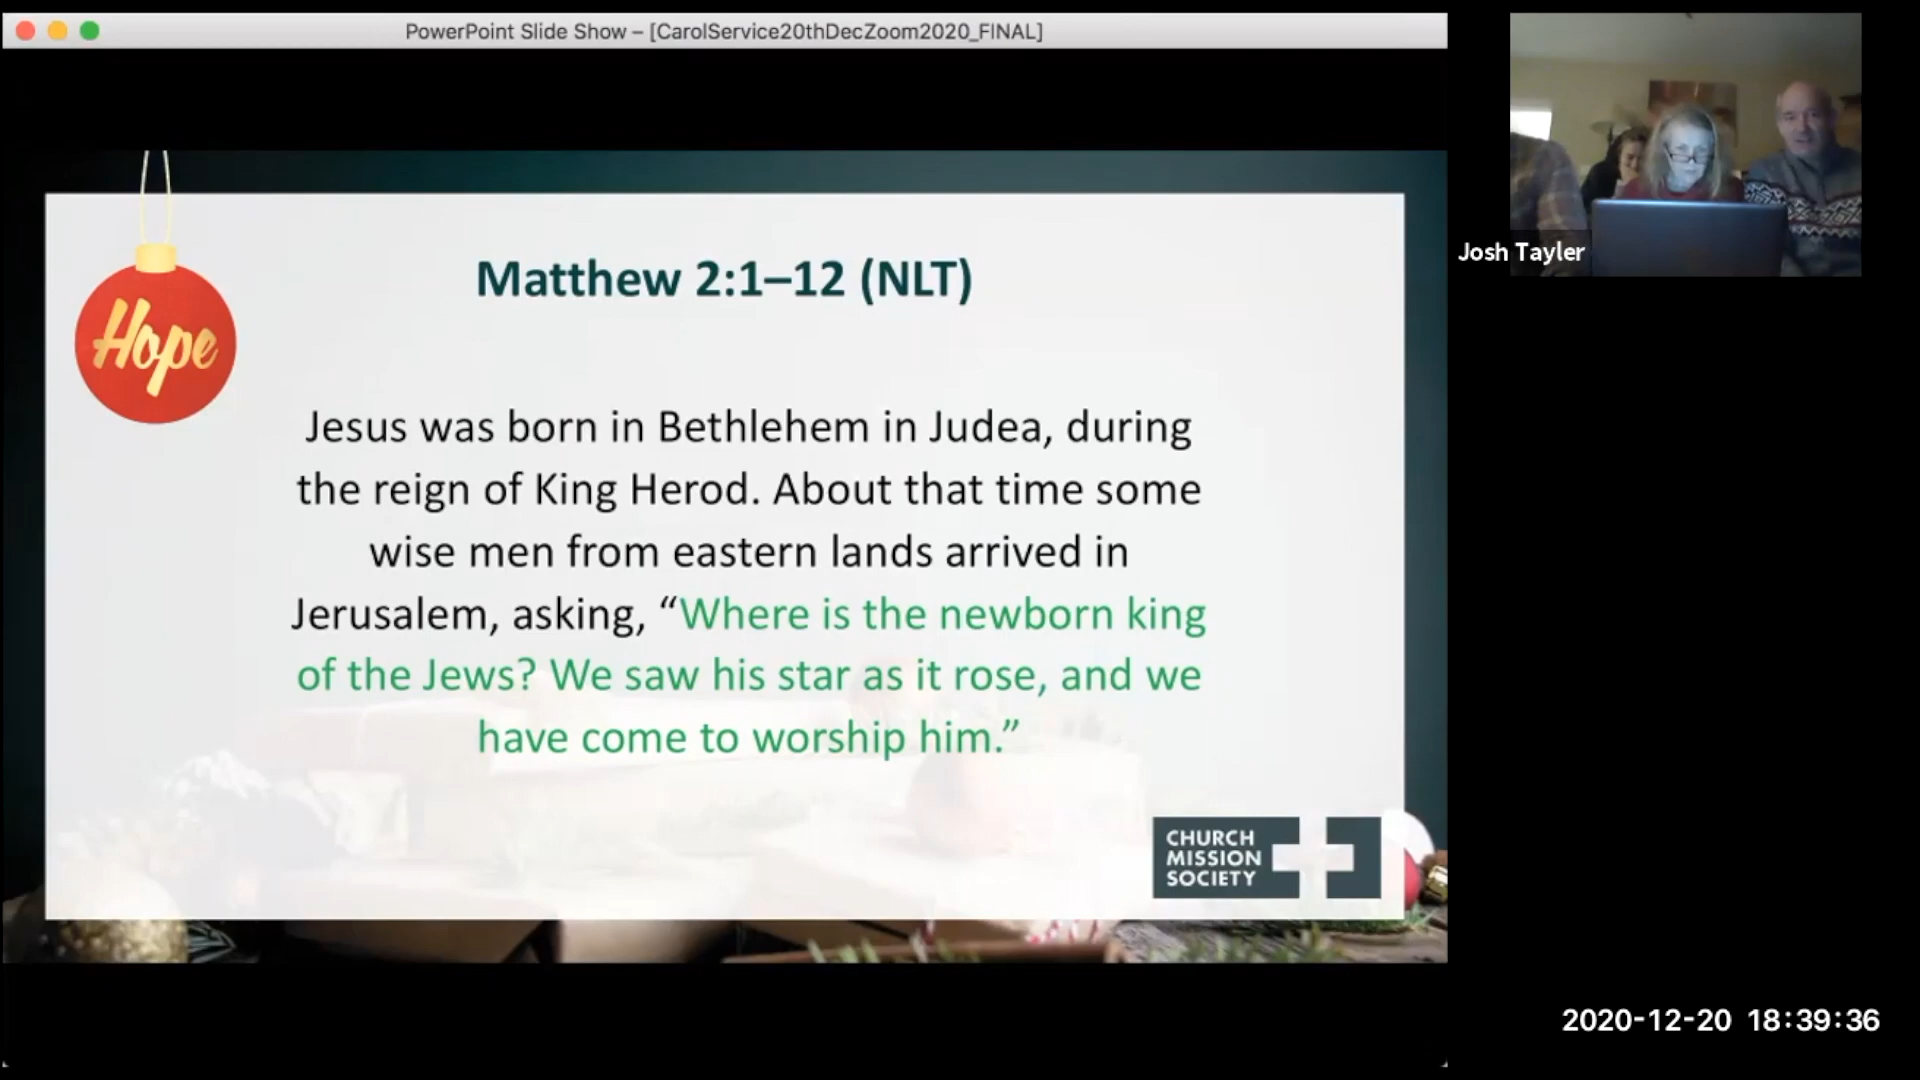 PowerPoint Slide Show – [CarolService20thDecZoom2020_FINAL]
Hope
Matthew 2:1–12 (NLT)
Jesus was born in Bethlehem in Judea, during
the reign of King Herod. About that time some
wise men from eastern lands arrived in
Jerusalem, asking, “Where is the newborn king
of the Jews? We saw his star as it rose, and we
have come to worship him.”
CHURCH
MISSION
SOCIETY
Josh Tayler
2020-12-20 18:39:36